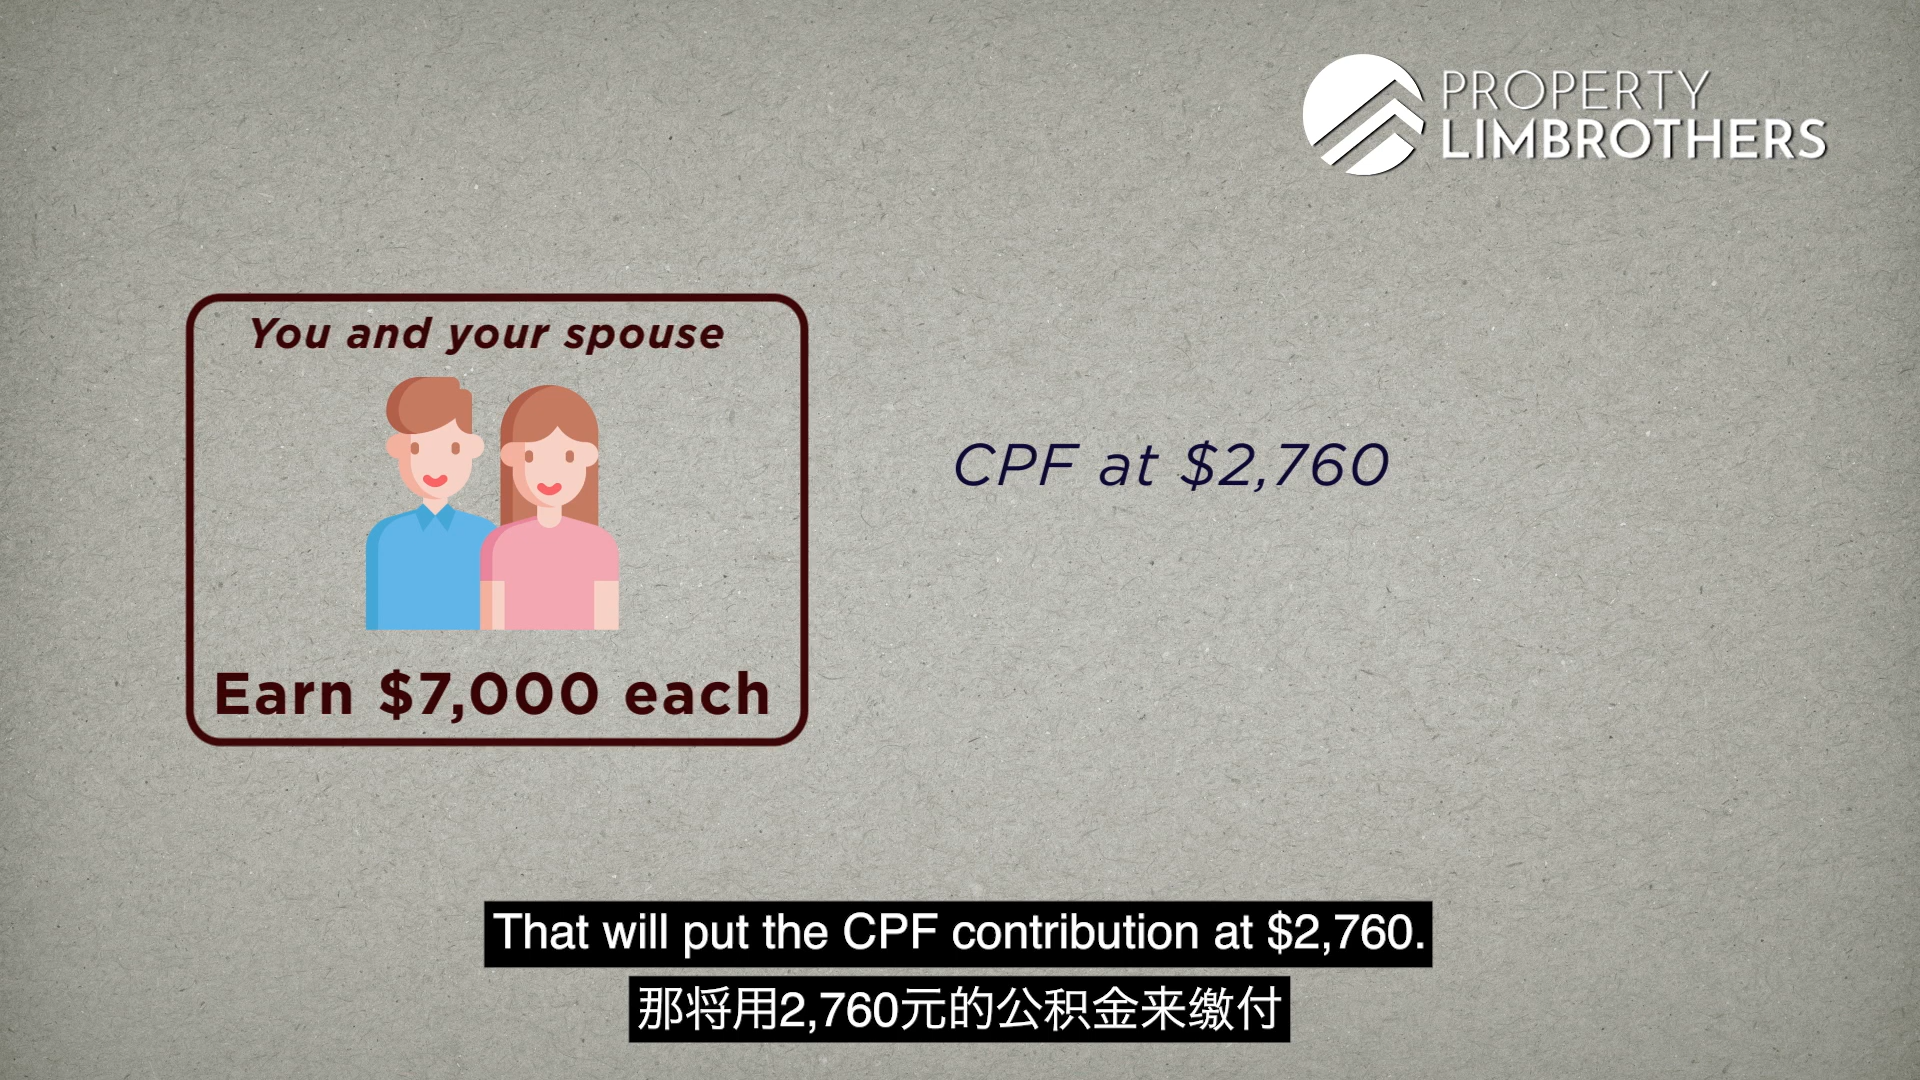 PROPERTY
LIMBROTHERS
You and your spouse
Earn $7,000 each
CPF at $2,760
That will put the CPF contribution at $2,760.
那将用2,760元的公积金来缴付